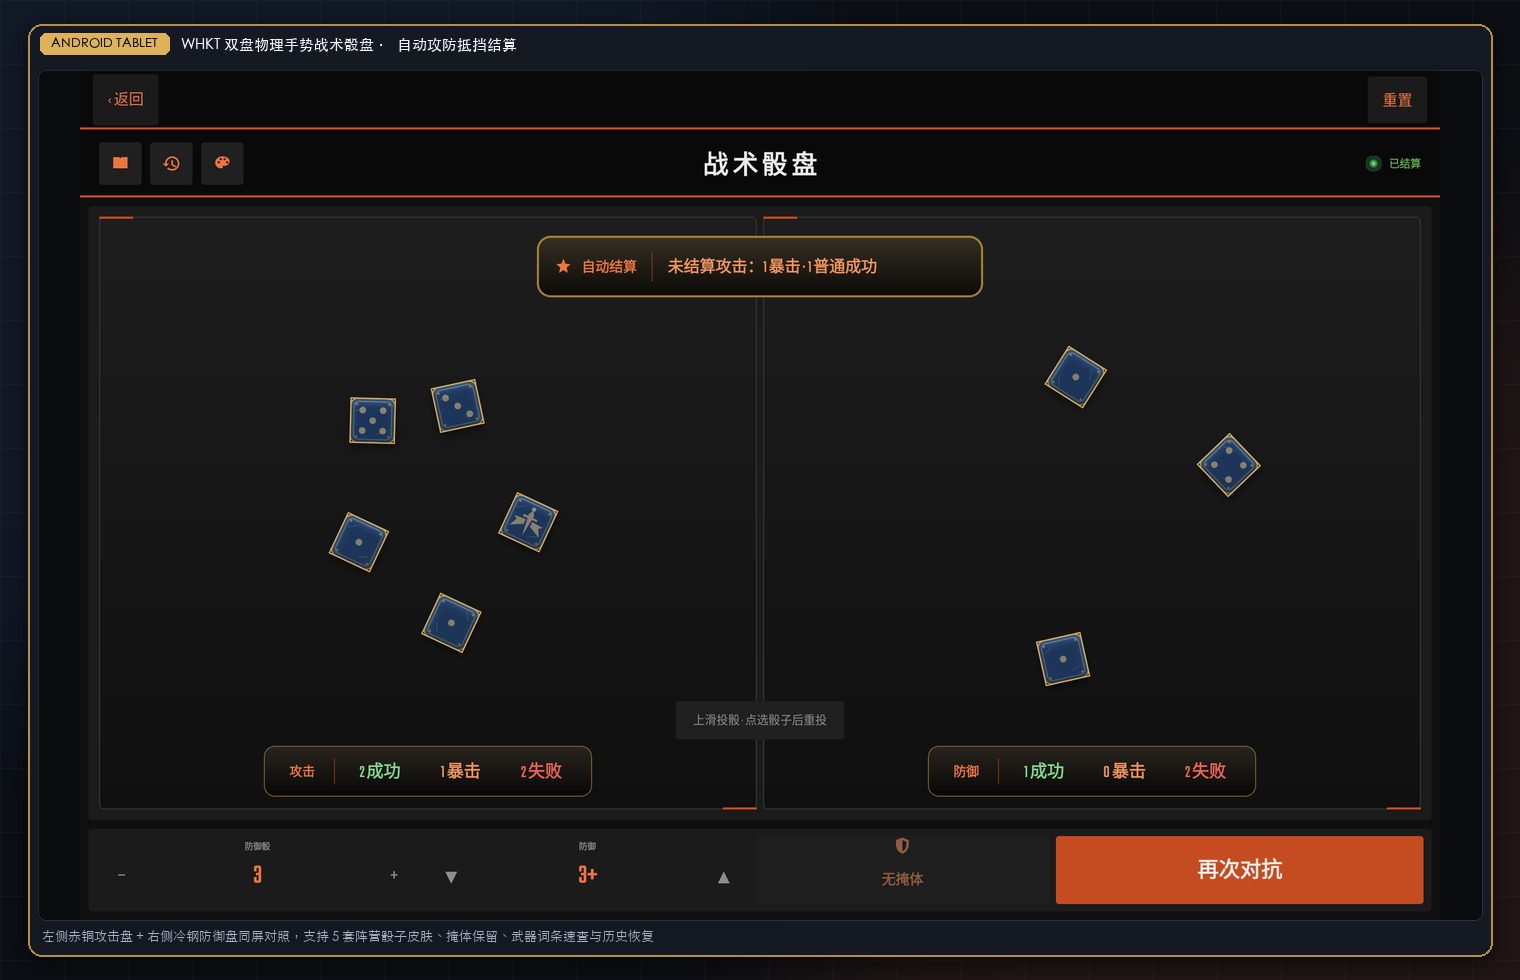 ANDROID TABLET WHKT 双盘物理手势战术骰盘 · 自动攻防抵挡结算
‹返回
重置
战术骰盘
已结算
自动结算 未结算攻击：1暴击·1普通成功
上滑投骰·点选骰子后重投
攻击 2成功 1暴击 2失败
防御 1成功 0暴击 2失败
防御骰
防御
− 3 +
▼ 3+ ▲
无掩体
再次对抗
左侧赤铜攻击盘 + 右侧冷钢防御盘同屏对照，支持 5 套阵营骰子皮肤、掩体保留、武器词条速查与历史恢复